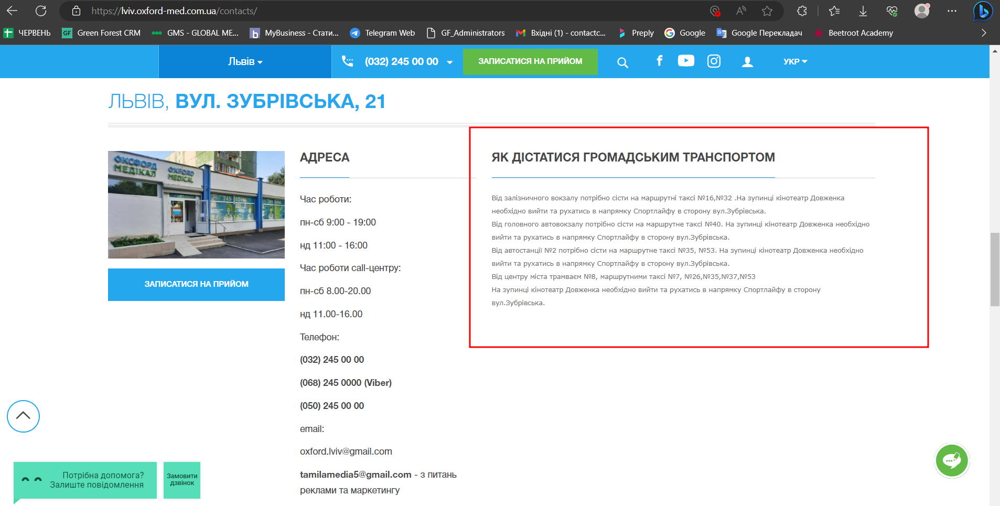 https://lviv.oxford-med.com.ua/contacts/
ЧЕРВЕНЬ
GF Green Forest CRM
GMS - GLOBAL ME...
b MyBusiness - Стати...
Telegram Web
GF_Administrators
Вхідні (1) - contactc...
Preply
Google
Google Перекладач
Beetroot Academy
Львів
(032) 245 00 00
ЗАПИСАТИСЯ НА ПРИЙОМ
УКР
ЛЬВІВ, ВУЛ. ЗУБРІВСЬКА, 21
ОКСФОРД
МЕДІКАЛ
OXFORD
MEDICAL
ЗАПИСАТИСЯ НА ПРИЙОМ
АДРЕСА
Час роботи:
пн-сб 9:00 - 19:00
нд 11:00 - 16:00
Час роботи call-центру:
пн-сб 8.00-20.00
нд 11.00-16.00
Телефон:
(032) 245 00 00
(068) 245 0000 (Viber)
(050) 245 00 00
email:
oxford.lviv@gmail.com
tamilamedia5@gmail.com - з питань
реклами та маркетингу
ЯК ДІСТАТИСЯ ГРОМАДСЬКИМ ТРАНСПОРТОМ
Від залізничного вокзалу потрібно сісти на маршрутні таксі №16,№32 .На зупинці кінотеатр Довженка
необхідно вийти та рухатись в напрямку Спортлайфу в сторону вул.Зубрівська.
Від головного автовокзалу потрібно сісти на маршрутне таксі №40. На зупинці кінотеатр Довженка необхідно
вийти та рухатись в напрямку Спортлайфу в сторону вул.Зубрівська.
Від автостанції №2 потрібно сісти на маршрутне таксі №35, №53. На зупинці кінотеатр Довженка необхідно
вийти та рухатись в напрямку Спортлайфу в сторону вул.Зубрівська.
Від центру міста трамваєм №8, маршрутними таксі №7, №26,№35,№37,№53
На зупинці кінотеатр Довженка необхідно вийти та рухатись в напрямку Спортлайфу в сторону
вул.Зубрівська.
Потрібна допомога?
Залиште повідомлення
Замовити
дзвінок